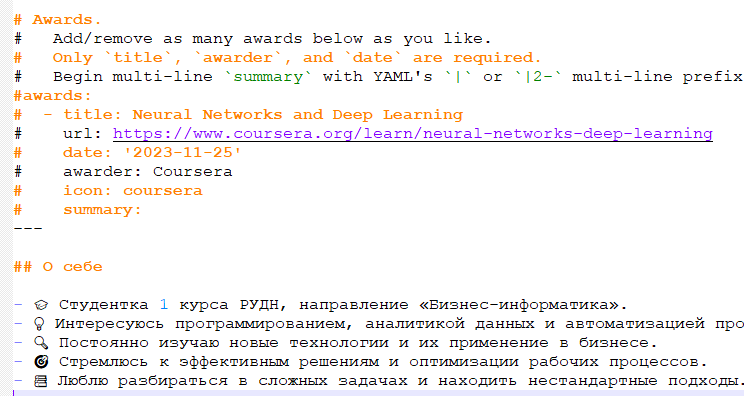 # Awards.
#   Add/remove as many awards below as you like.
#   Only `title`, `awarder`, and `date` are required.
#   Begin multi-line `summary` with YAML's `|` or `|2-` multi-line prefix
#awards:
#  - title: Neural Networks and Deep Learning
#    url: https://www.coursera.org/learn/neural-networks-deep-learning
#    date: '2023-11-25'
#    awarder: Coursera
#    icon: coursera
#    summary:
---
## О себе
- 🎓 Студентка 1 курса РУДН, направление «Бизнес-информатика».
- 💡 Интересуюсь программированием, аналитикой данных и автоматизацией про
- 🔍 Постоянно изучаю новые технологии и их применение в бизнесе.
- 🎯 Стремлюсь к эффективным решениям и оптимизации рабочих процессов.
- 📚 Люблю разбираться в сложных задачах и находить нестандартные подходы.